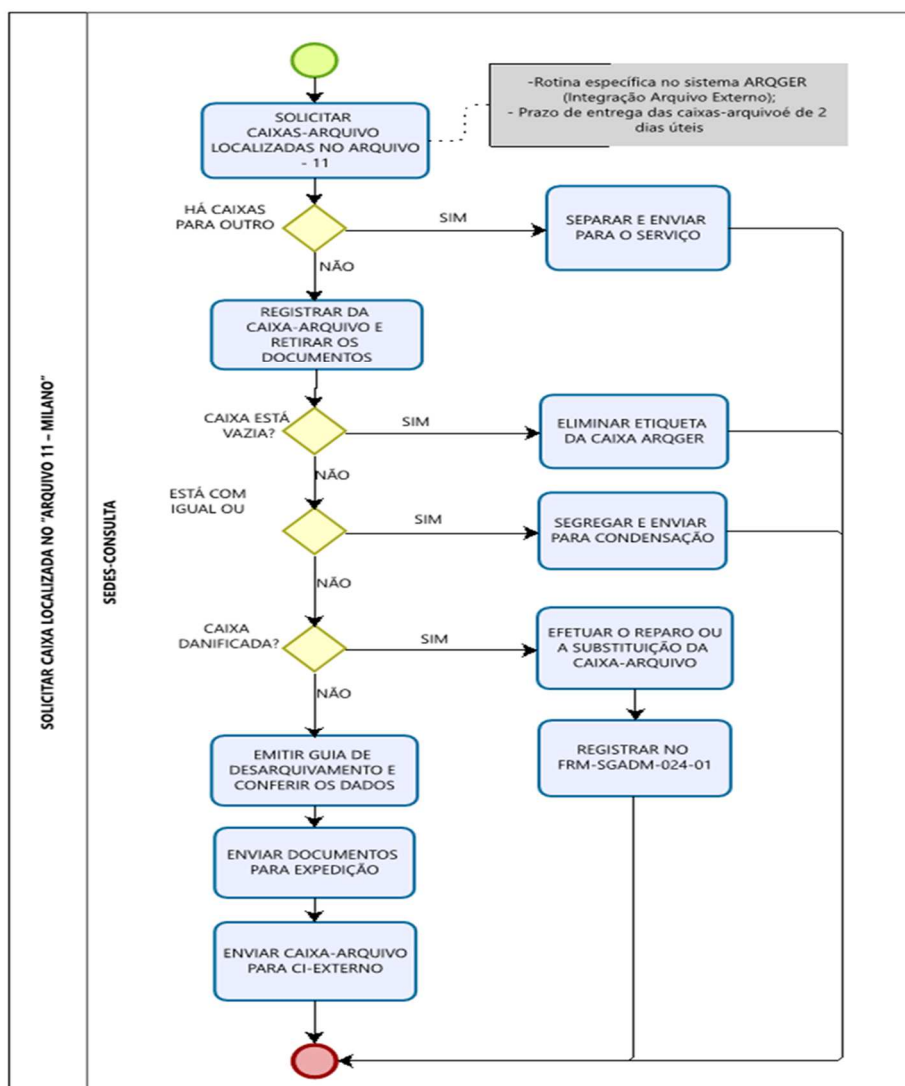 SOLICITAR CAIXA LOCALIZADA NO "ARQUIVO 11 – MILANO"
SEDES-CONSULTA
SOLICITAR
CAIXAS-ARQUIVO
LOCALIZADAS NO ARQUIVO
- 11
-Rotina específica no sistema ARQGER
(Integração Arquivo Externo);
- Prazo de entrega das caixas-arquivoé de 2
dias úteis
HÁ CAIXAS
PARA OUTRO
SIM
SEPARAR E ENVIAR
PARA O SERVIÇO
NÃO
REGISTRAR DA
CAIXA-ARQUIVO E
RETIRAR OS
DOCUMENTOS
CAIXA ESTÁ
VAZIA?
SIM
ELIMINAR ETIQUETA
DA CAIXA ARQGER
NÃO
ESTÁ COM
IGUAL OU
SIM
SEGREGAR E ENVIAR
PARA CONDENSAÇÃO
NÃO
CAIXA
DANIFICADA?
SIM
EFETUAR O REPARO OU
A SUBSTITUIÇÃO DA
CAIXA-ARQUIVO
NÃO
REGISTRAR NO
FRM-SGADM-024-01
EMITIR GUIA DE
DESARQUIVAMENTO E
CONFERIR OS DADOS
ENVIAR DOCUMENTOS
PARA EXPEDIÇÃO
ENVIAR CAIXA-ARQUIVO
PARA CI-EXTERNO